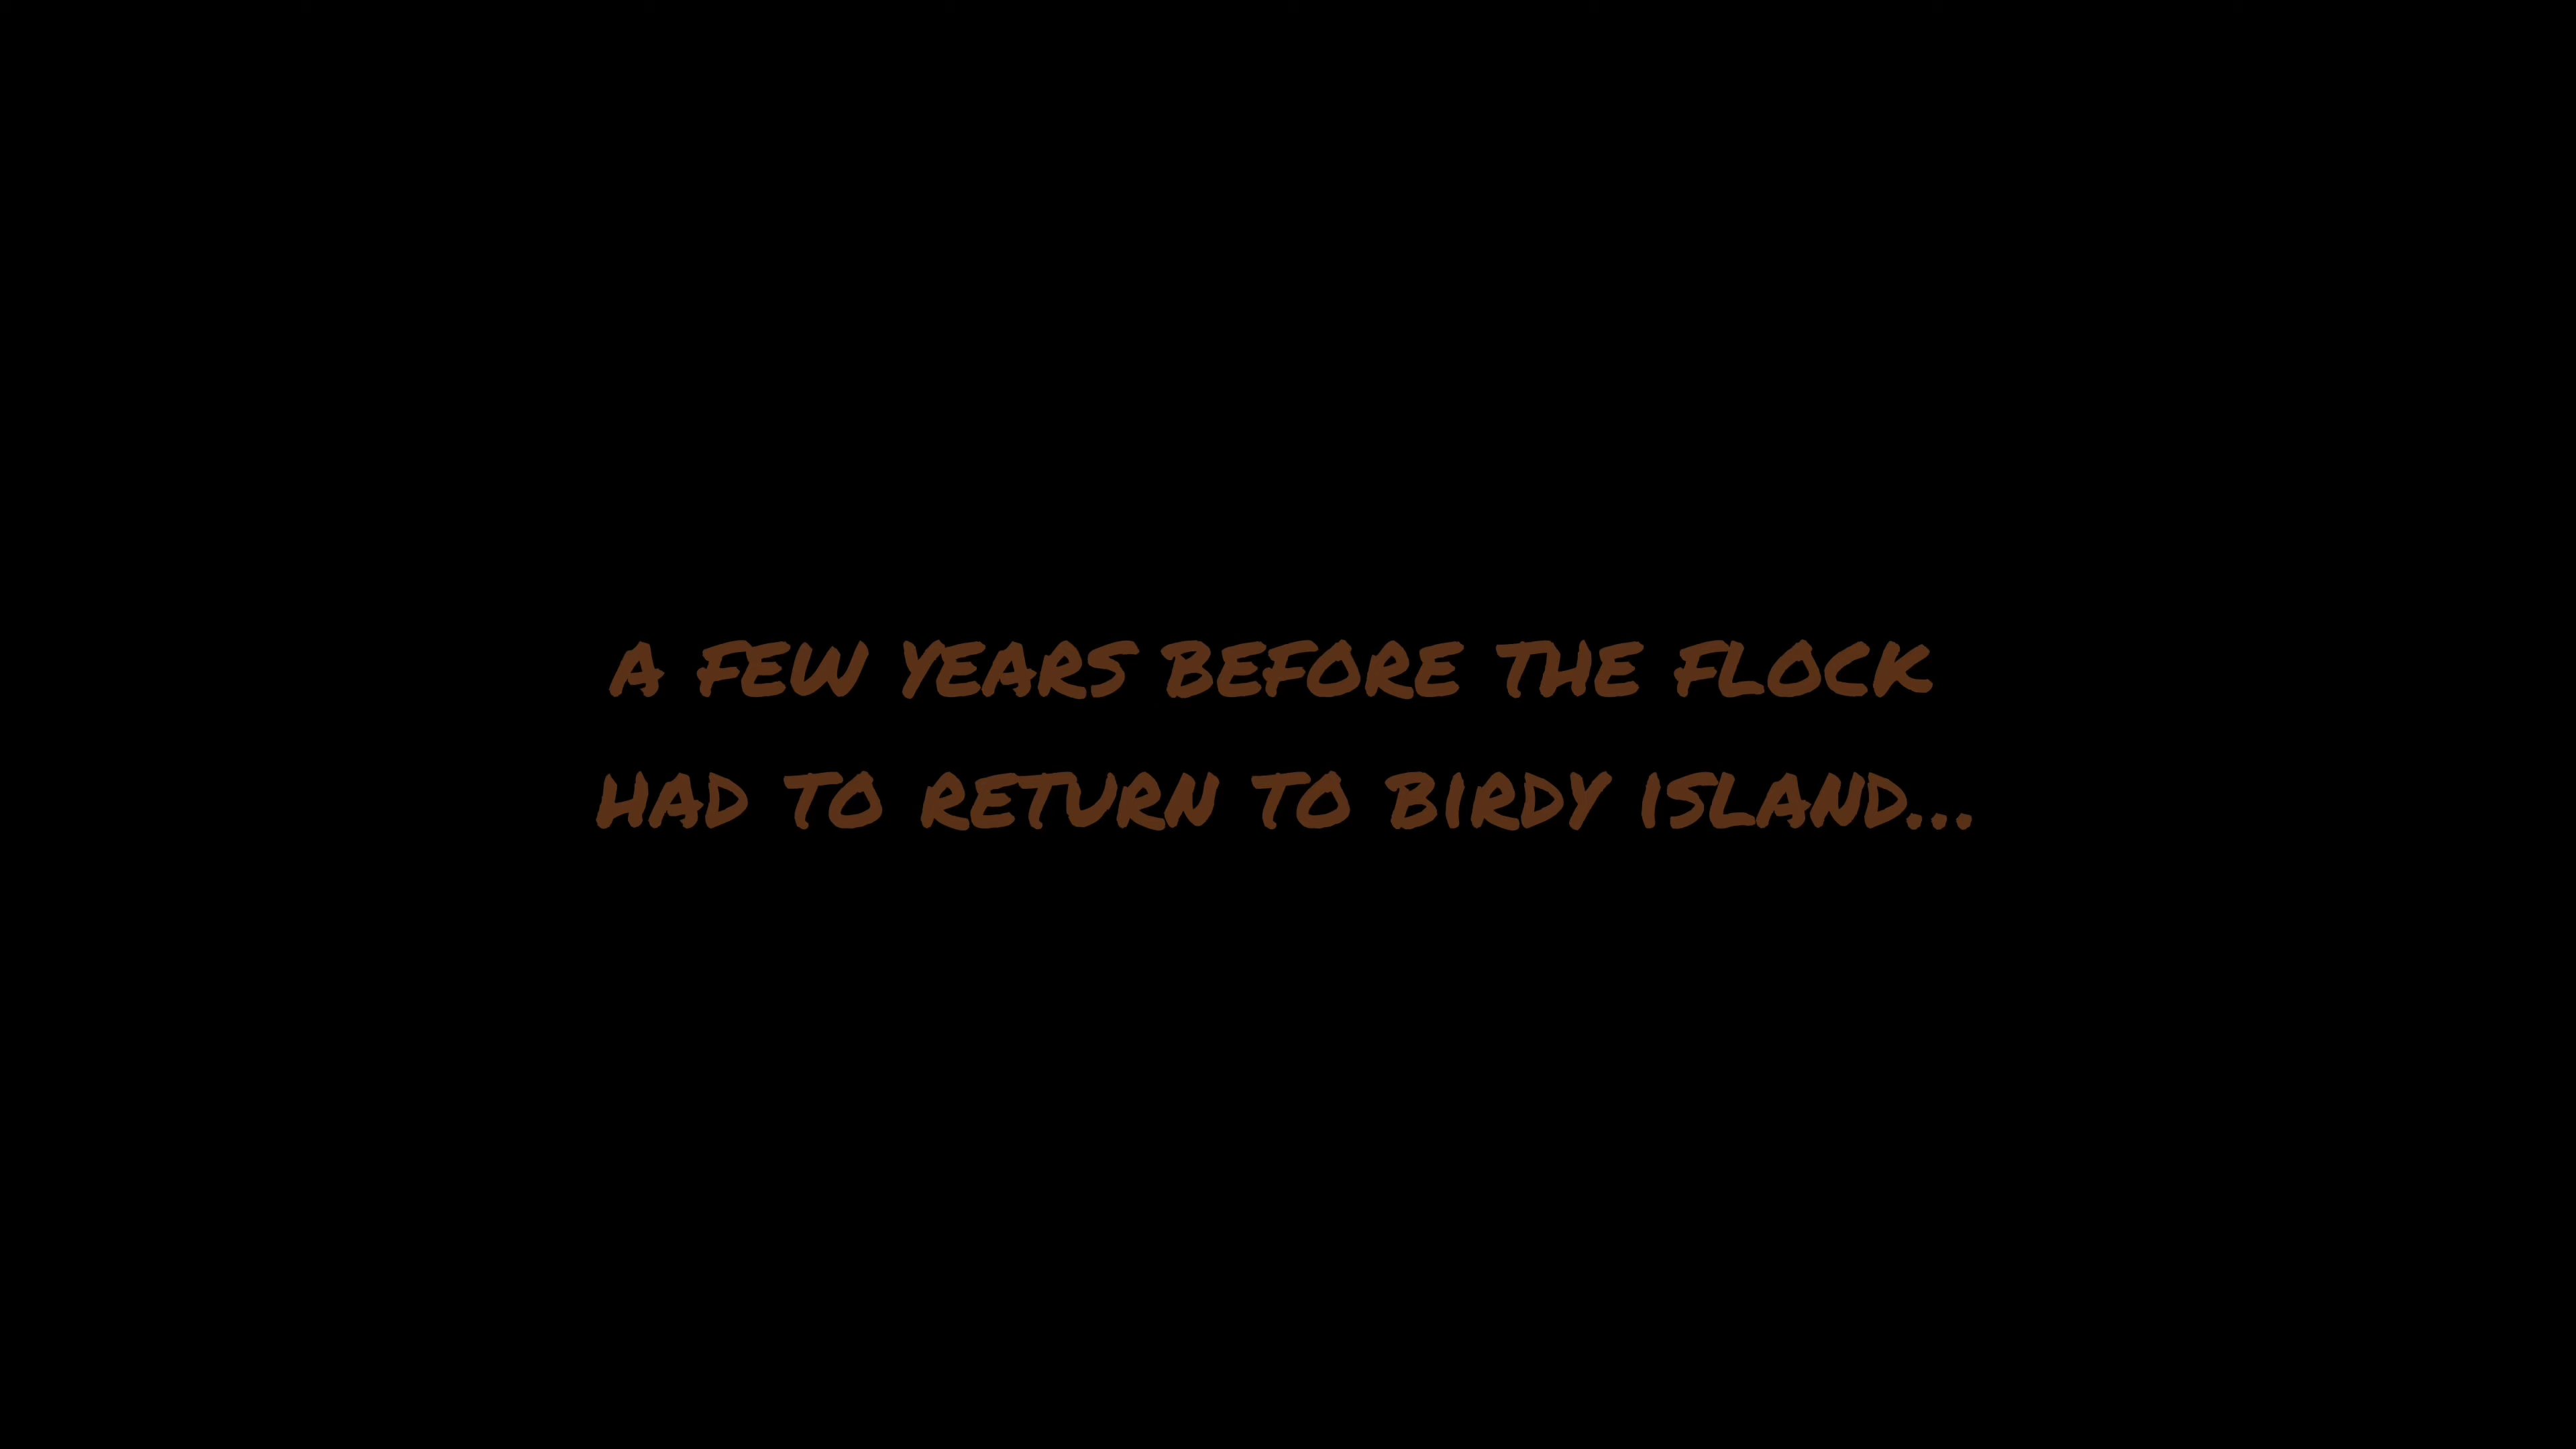 A FEW YEARS BEFORE THE FLOCK
HAD TO RETURN TO BIRDY ISLAND...